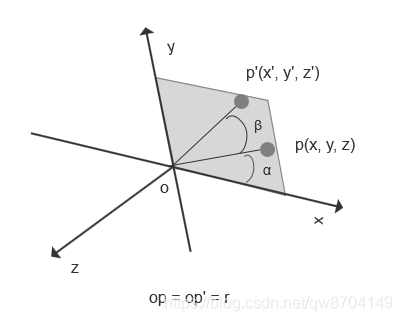 y
p'(x', y', z')
β
p(x, y, z)
α
o
x
z
op = op' = r
https://blog.csdn.net/qw8704149